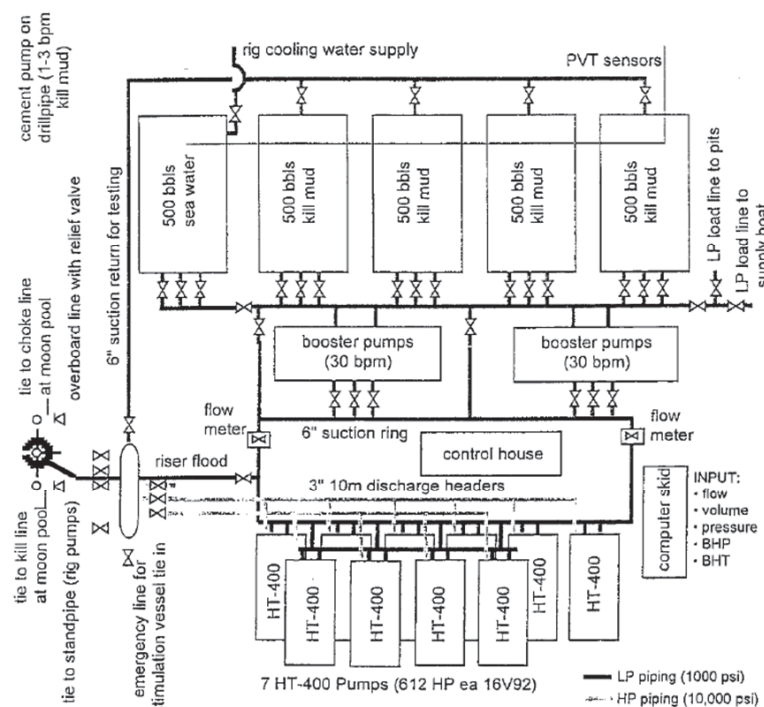 cement pump on
drillpipe (1-3 bpm
kill mud)
rig cooling water supply
PVT sensors
500 bbls
sea water
500 bbls
kill mud
500 bbls
kill mud
500 bbls
kill mud
500 bbls
kill mud
LP load line to pits
LP load line to
supply boat
6" suction return for testing
overboard line with relief valve
tie to choke line
at moon pool
booster pumps
(30 bpm)
booster pumps
(30 bpm)
flow
meter
6" suction ring
flow
meter
control house
riser flood
3" 10m discharge headers
computer skid
INPUT:
· flow
· volume
· pressure
· BHP
· BHT
tie to kill line
at moon pool
tie to standpipe (rig pumps)
emergency line for
timulation vessel tie in
HT-400
HT-400
HT-400
HT-400
HT-400
HT-400
HT-400
7 HT-400 Pumps (612 HP ea 16V92)
LP piping (1000 psi)
HP piping (10,000 psi)